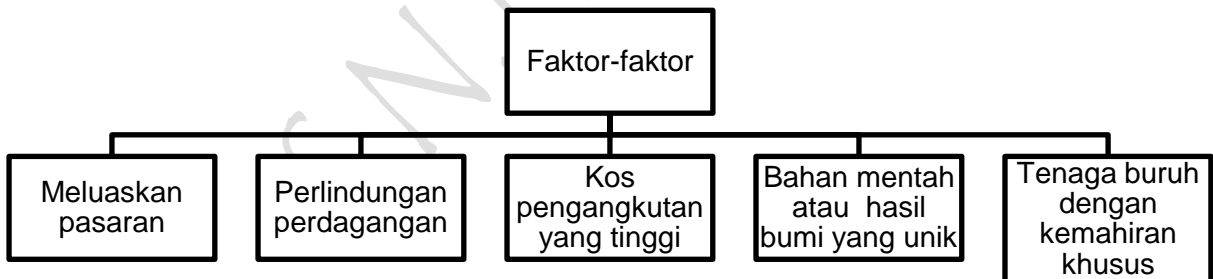 Faktor-faktor
Meluaskan
pasaran
Perlindungan
perdagangan
Kos
pengangkutan
yang tinggi
Bahan mentah
atau hasil
bumi yang unik
Tenaga buruh
dengan
kemahiran
khusus